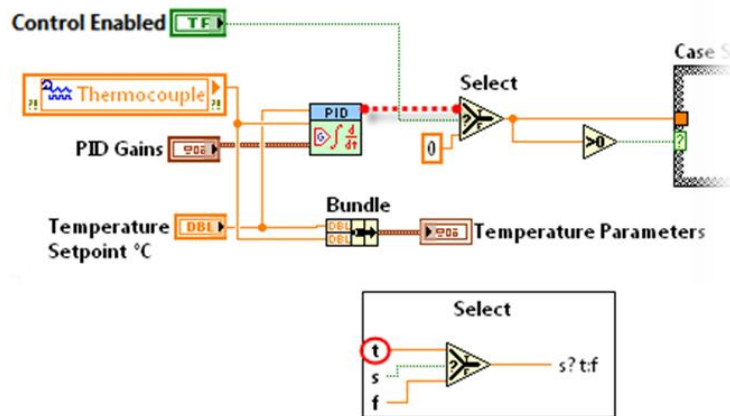 Control Enabled
TF
Case S
Select
Thermocouple
PID
PID Gains
0
>0
?
Bundle
Temperature
Setpoint °C
DBL
DBL
DBL
Temperature Parameters
Select
t
s
f
?
s? t:f